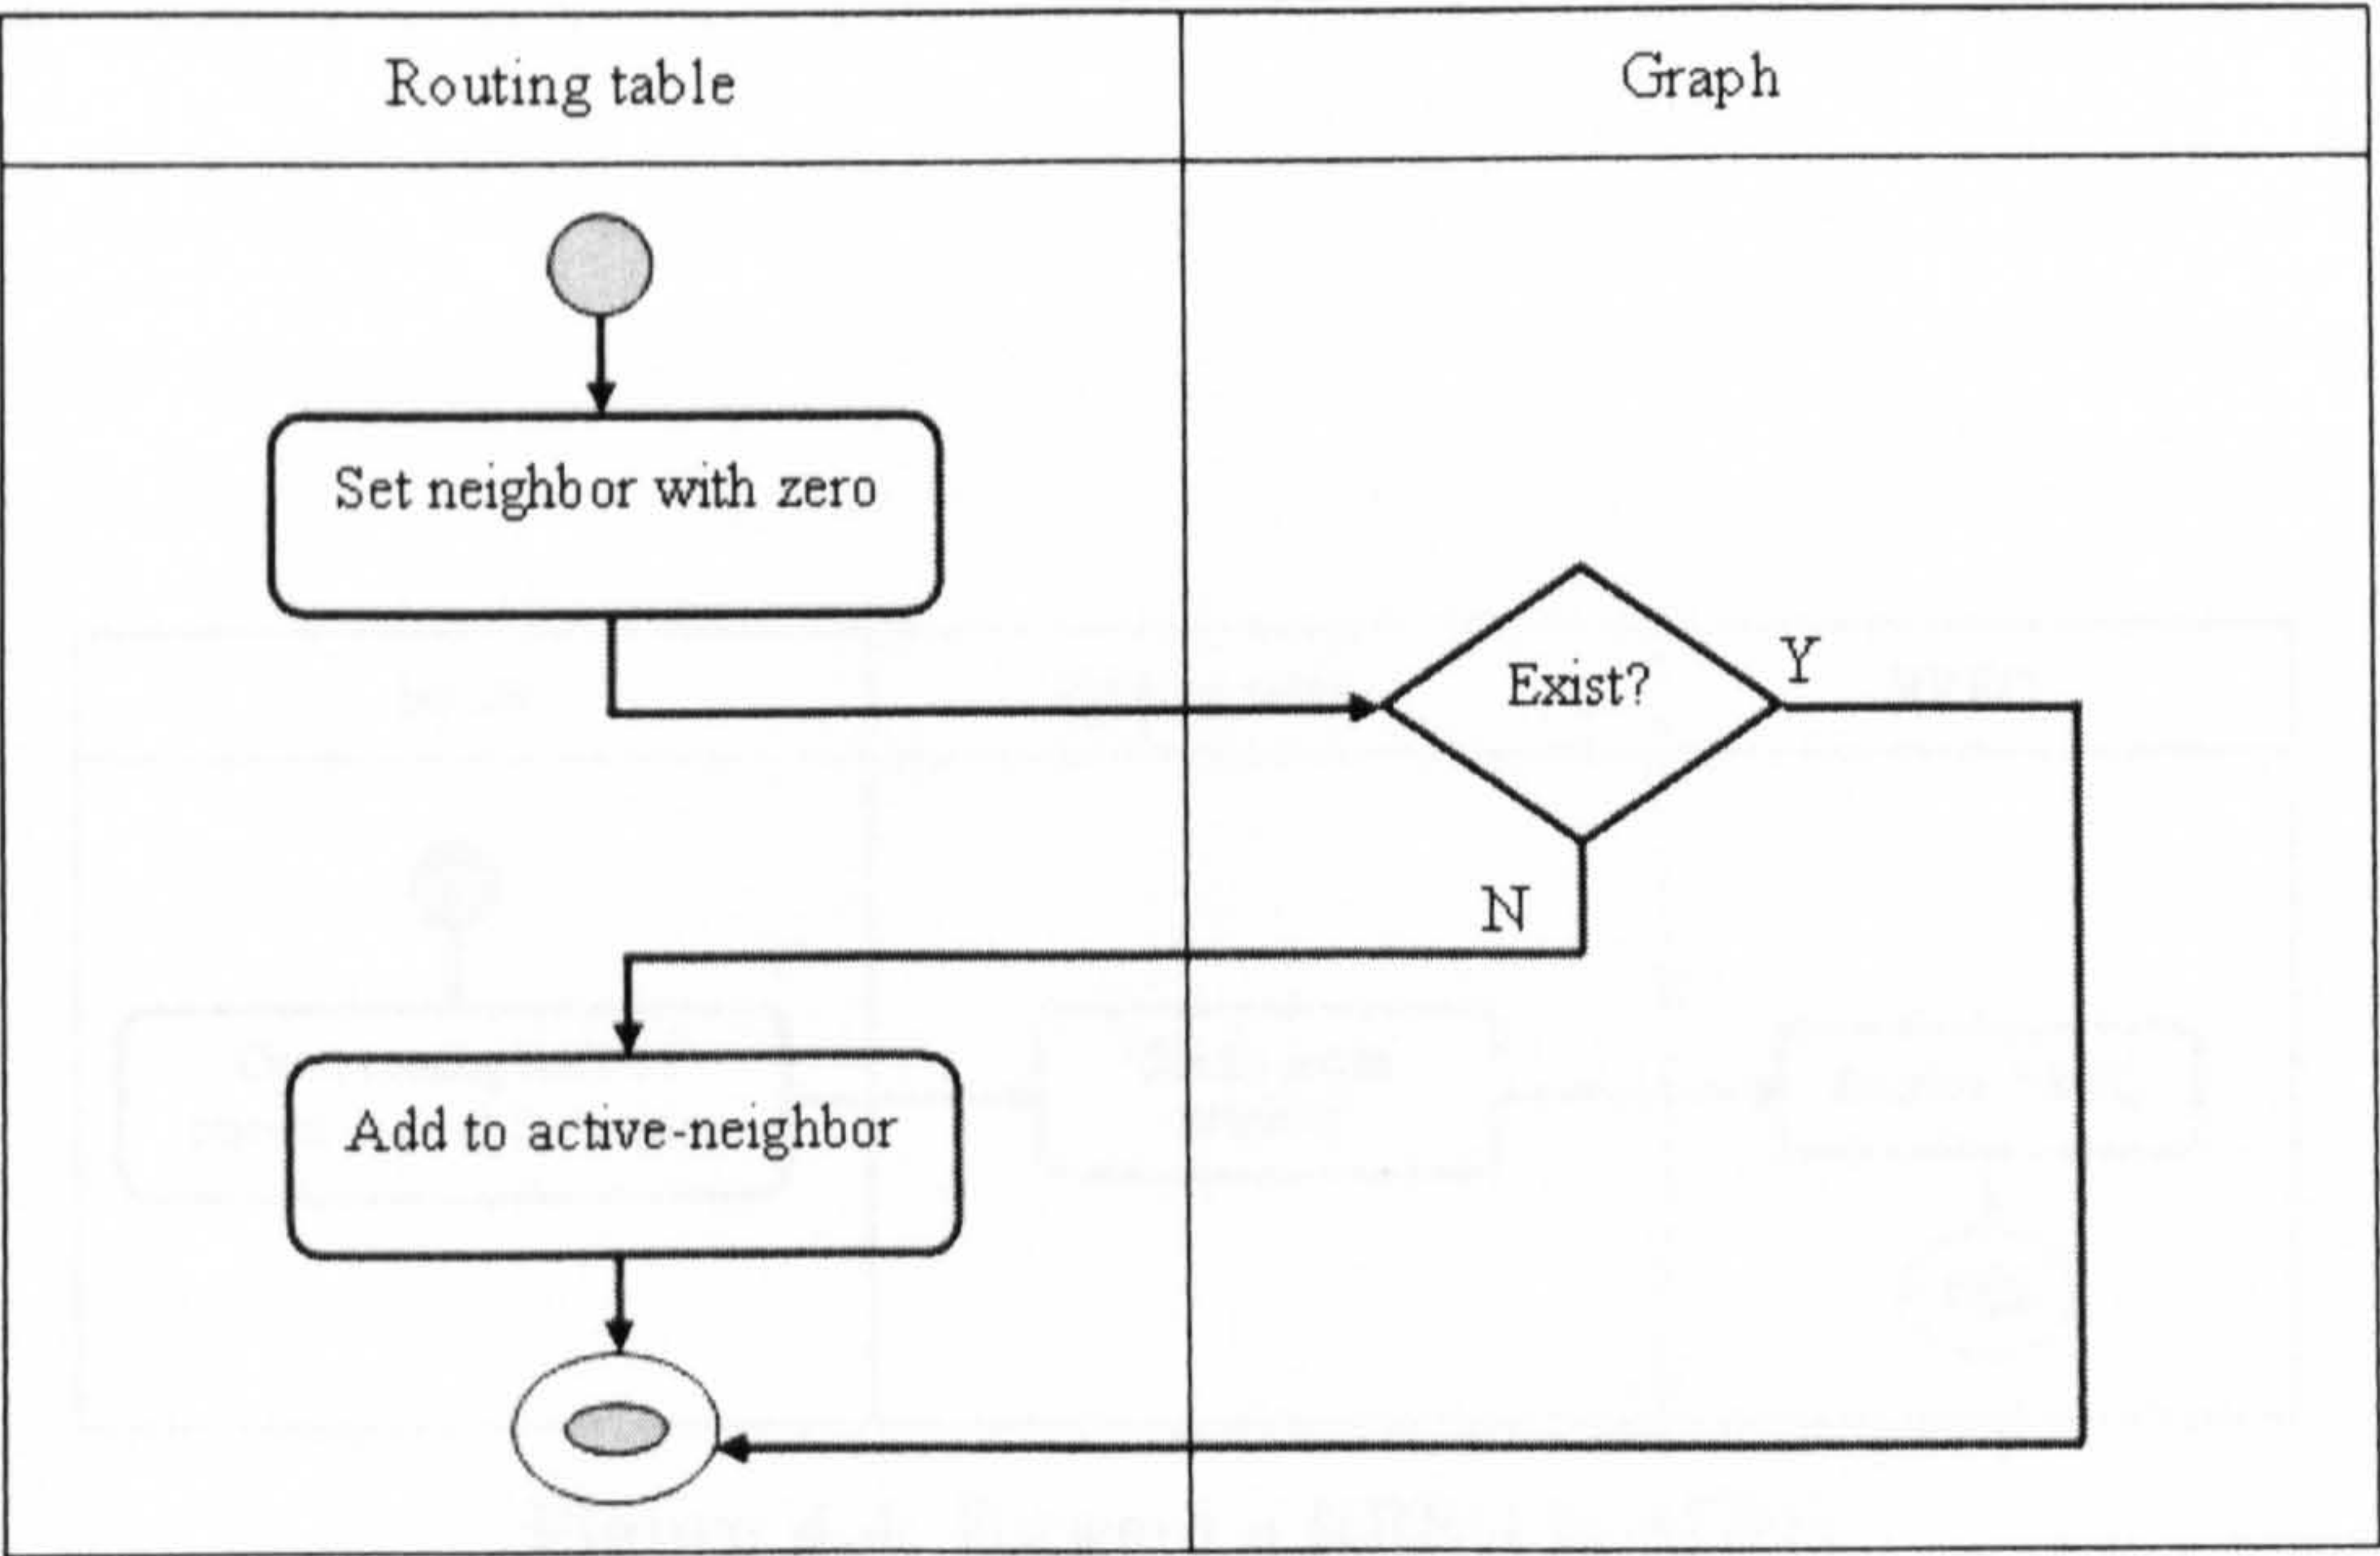 Routing table
Graph
Set neighbor with zero
Exist?
Y
N
Add to active-neighbor